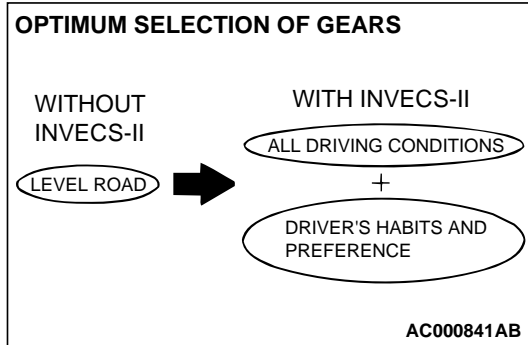 OPTIMUM SELECTION OF GEARS
WITHOUT
INVECS-II
LEVEL ROAD
WITH INVECS-II
ALL DRIVING CONDITIONS
+
DRIVER'S HABITS AND
PREFERENCE
AC000841AB